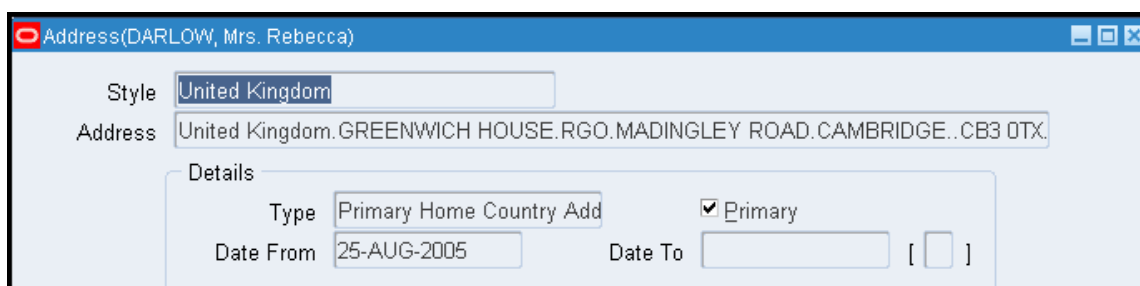 Address(DARLOW, Mrs. Rebecca)
Style United Kingdom
Address United Kingdom.GREENWICH HOUSE.RGO.MADINGLEY ROAD.CAMBRIDGE..CB3 0TX.
Details
Type Primary Home Country Add Primary
Date From 25-AUG-2005 Date To [ ]